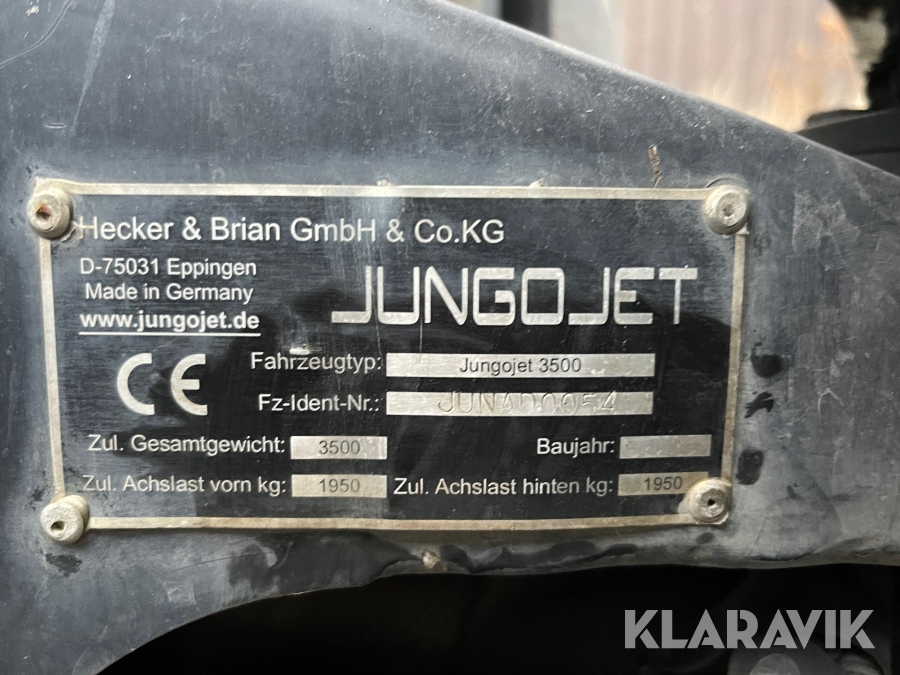 Hecker & Brian GmbH & Co.KG
D-75031 Eppingen
Made in Germany
www.jungojet.de
JUNGOJET
CE
Fahrzeugtyp: Jungojet 3500
Fz-Ident-Nr.: JUNAD0054
Zul. Gesamtgewicht: 3500 Baujahr:
Zul. Achslast vorn kg: 1950 Zul. Achslast hinten kg: 1950
KLARAVIK